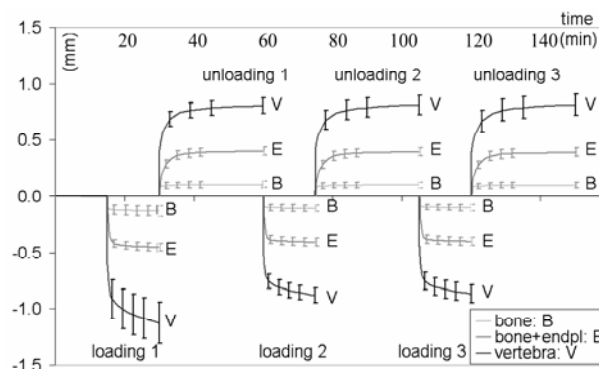 1.5
time
(mm)
20 40 60 80 100 120 140 (min)
1.0
unloading 1 unloading 2 unloading 3
V V V
0.5
E E E
B B B
0.0
B B B
-0.5
E E E
V V
-1.0
V
bone: B
bone+endpl: E
vertebra: V
loading 1 loading 2 loading 3
-1.5